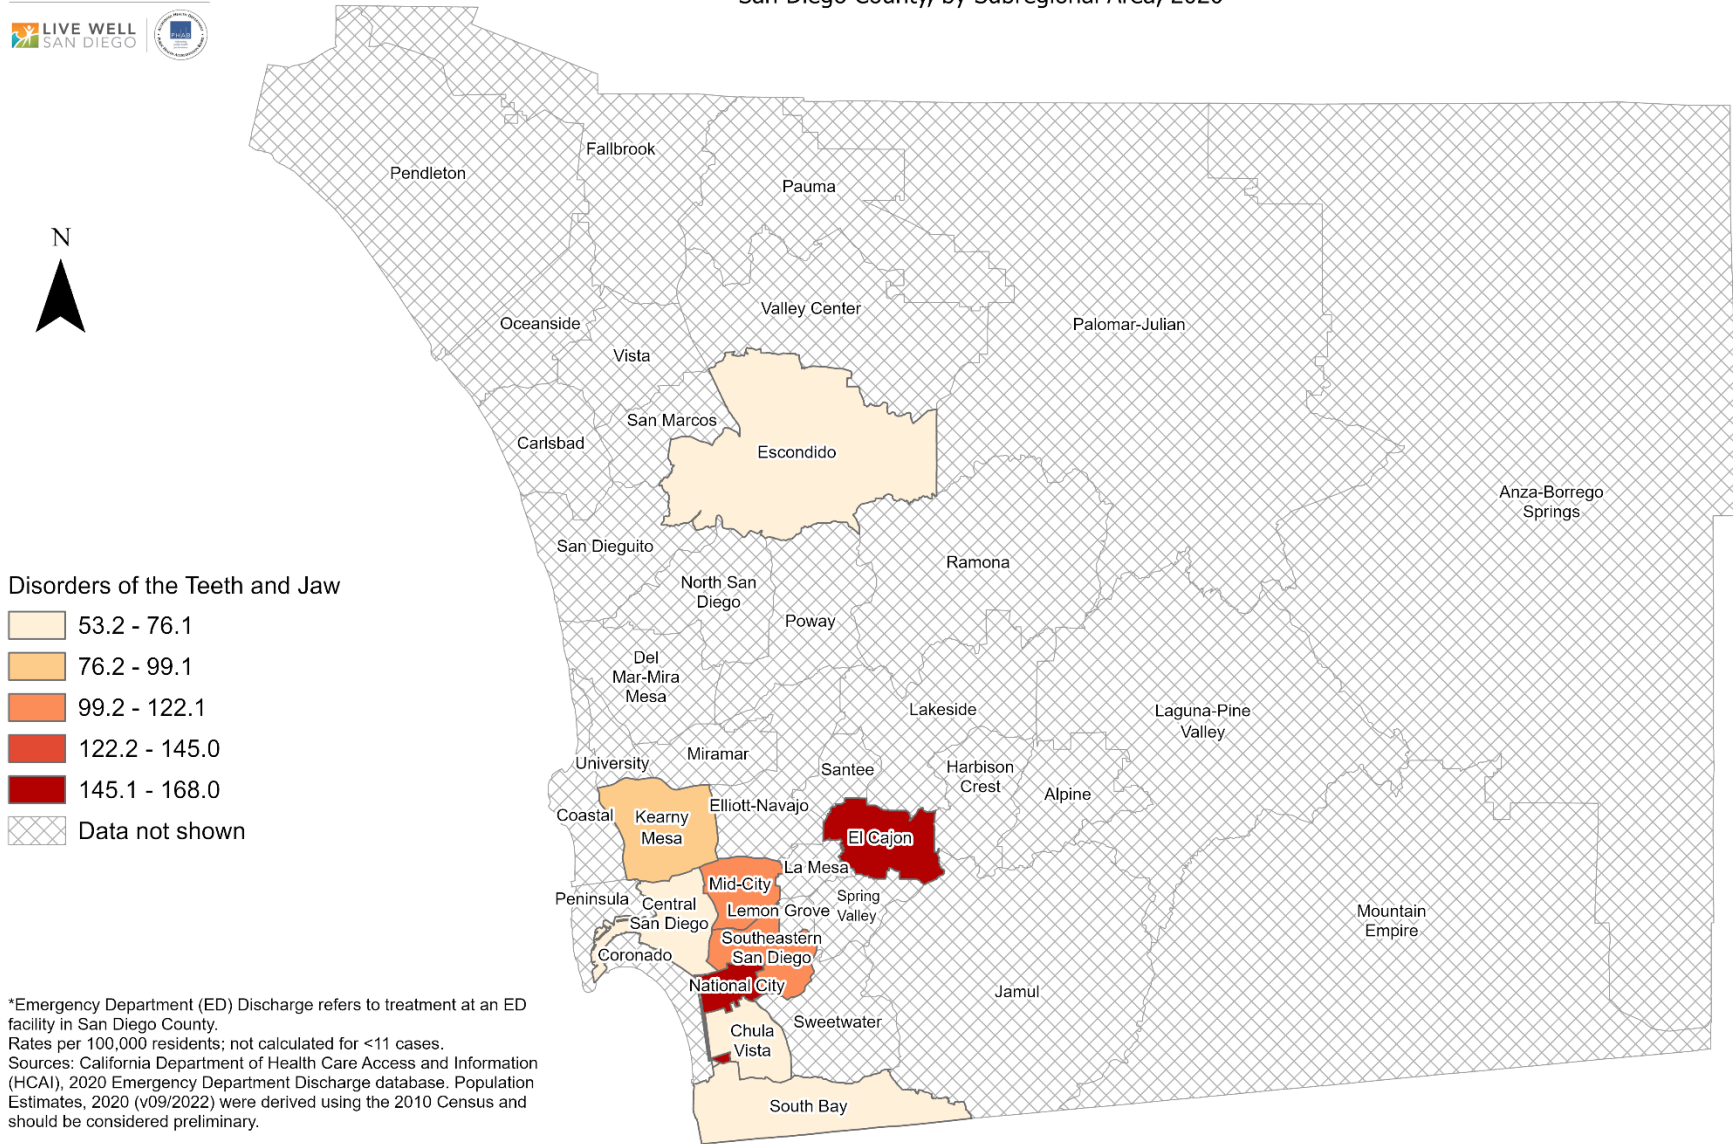 San Diego County, by Subregional Area, 2020
LIVE WELL
SAN DIEGO
PHAB
N
Pendleton
Fallbrook
Pauma
Oceanside
Vista
Valley Center
Palomar-Julian
San Marcos
Carlsbad
Escondido
Anza-Borrego
Springs
San Dieguito
North San
Diego
Poway
Ramona
Del
Mar-Mira
Mesa
Lakeside
Laguna-Pine
Valley
Miramar
University
Santee
Harbison
Crest
Alpine
Coastal
Kearny
Mesa
Elliott-Navajo
El Cajon
La Mesa
Mid-City
Peninsula
Central
San Diego
Lemon Grove
Spring
Valley
Mountain
Empire
Southeastern
San Diego
Coronado
National City
Jamul
Sweetwater
Chula
Vista
South Bay
Disorders of the Teeth and Jaw
53.2 - 76.1
76.2 - 99.1
99.2 - 122.1
122.2 - 145.0
145.1 - 168.0
Data not shown
*Emergency Department (ED) Discharge refers to treatment at an ED
facility in San Diego County.
Rates per 100,000 residents; not calculated for <11 cases.
Sources: California Department of Health Care Access and Information
(HCAI), 2020 Emergency Department Discharge database. Population
Estimates, 2020 (v09/2022) were derived using the 2010 Census and
should be considered preliminary.